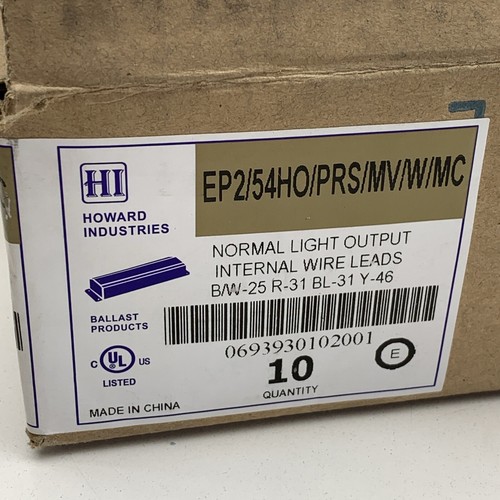 HI
HOWARD
INDUSTRIES
BALLAST
PRODUCTS
C UL US
LISTED
MADE IN CHINA
EP2/54HO/PRS/MV/W/MC
NORMAL LIGHT OUTPUT
INTERNAL WIRE LEADS
B/W-25 R-31 BL-31 Y-46
0693930102001
10
QUANTITY
E